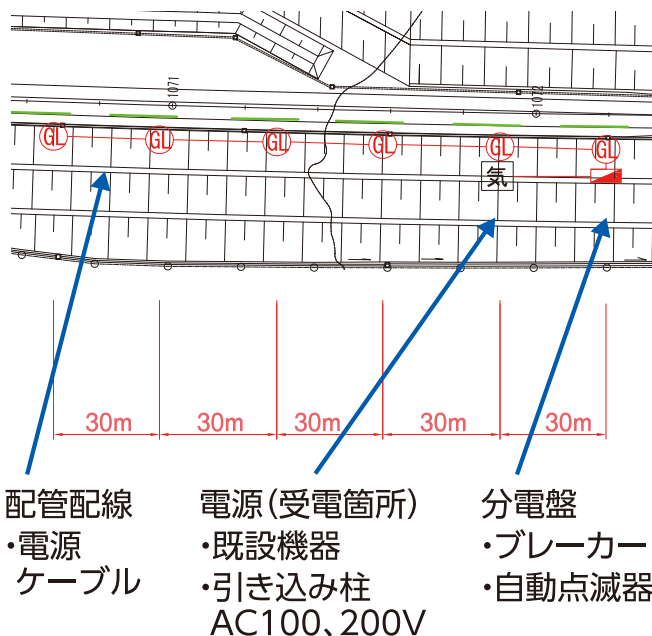 1071
1072
GL GL GL GL GL GL
気
30m 30m 30m 30m 30m
配管配線
・電源
ケーブル
電源（受電箇所）
・既設機器
・引き込み柱
AC100、200V
分電盤
・ブレーカー
・自動点滅器